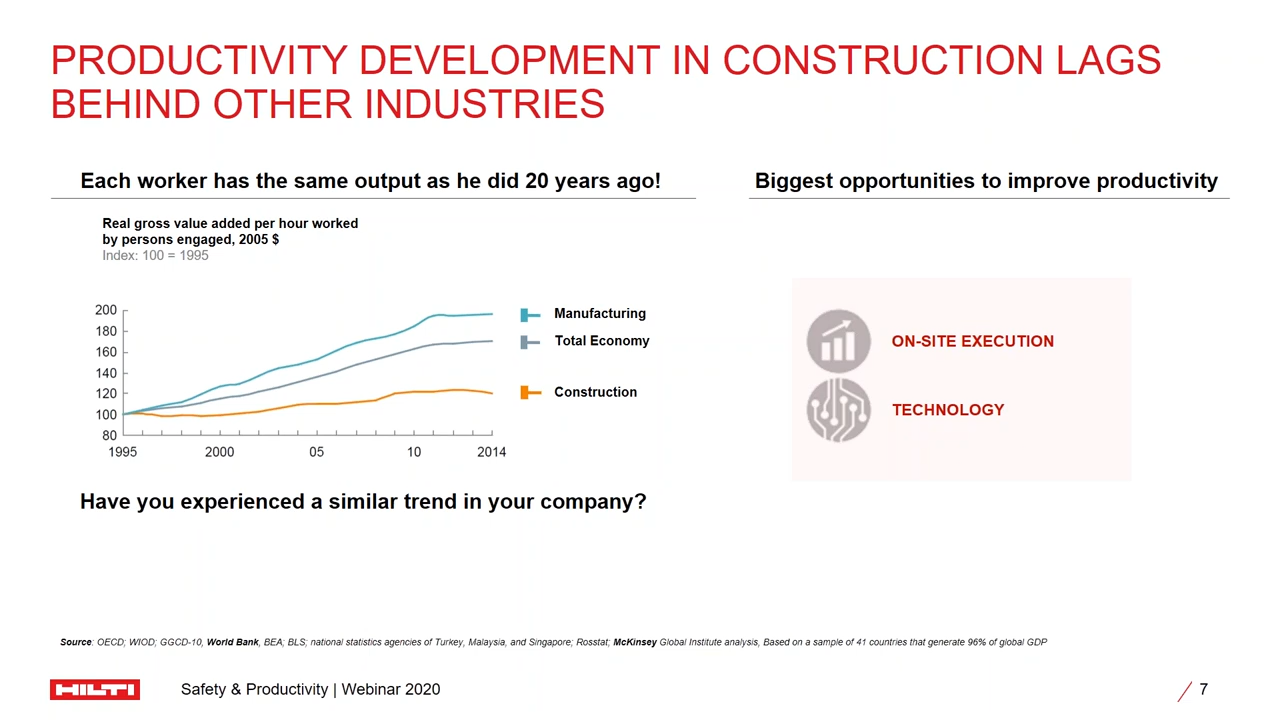 PRODUCTIVITY DEVELOPMENT IN CONSTRUCTION LAGS
BEHIND OTHER INDUSTRIES
Each worker has the same output as he did 20 years ago!
Real gross value added per hour worked
by persons engaged, 2005 $
Index: 100 = 1995
200
180
160
140
120
100
80
1995 2000 05 10 2014
Manufacturing
Total Economy
Construction
Have you experienced a similar trend in your company?
Biggest opportunities to improve productivity
ON-SITE EXECUTION
TECHNOLOGY
Source: OECD; WIOD; GGCD-10, World Bank, BEA; BLS; national statistics agencies of Turkey, Malaysia, and Singapore; Rosstat; McKinsey Global Institute analysis, Based on a sample of 41 countries that generate 96% of global GDP
HILTI
Safety & Productivity | Webinar 2020
7